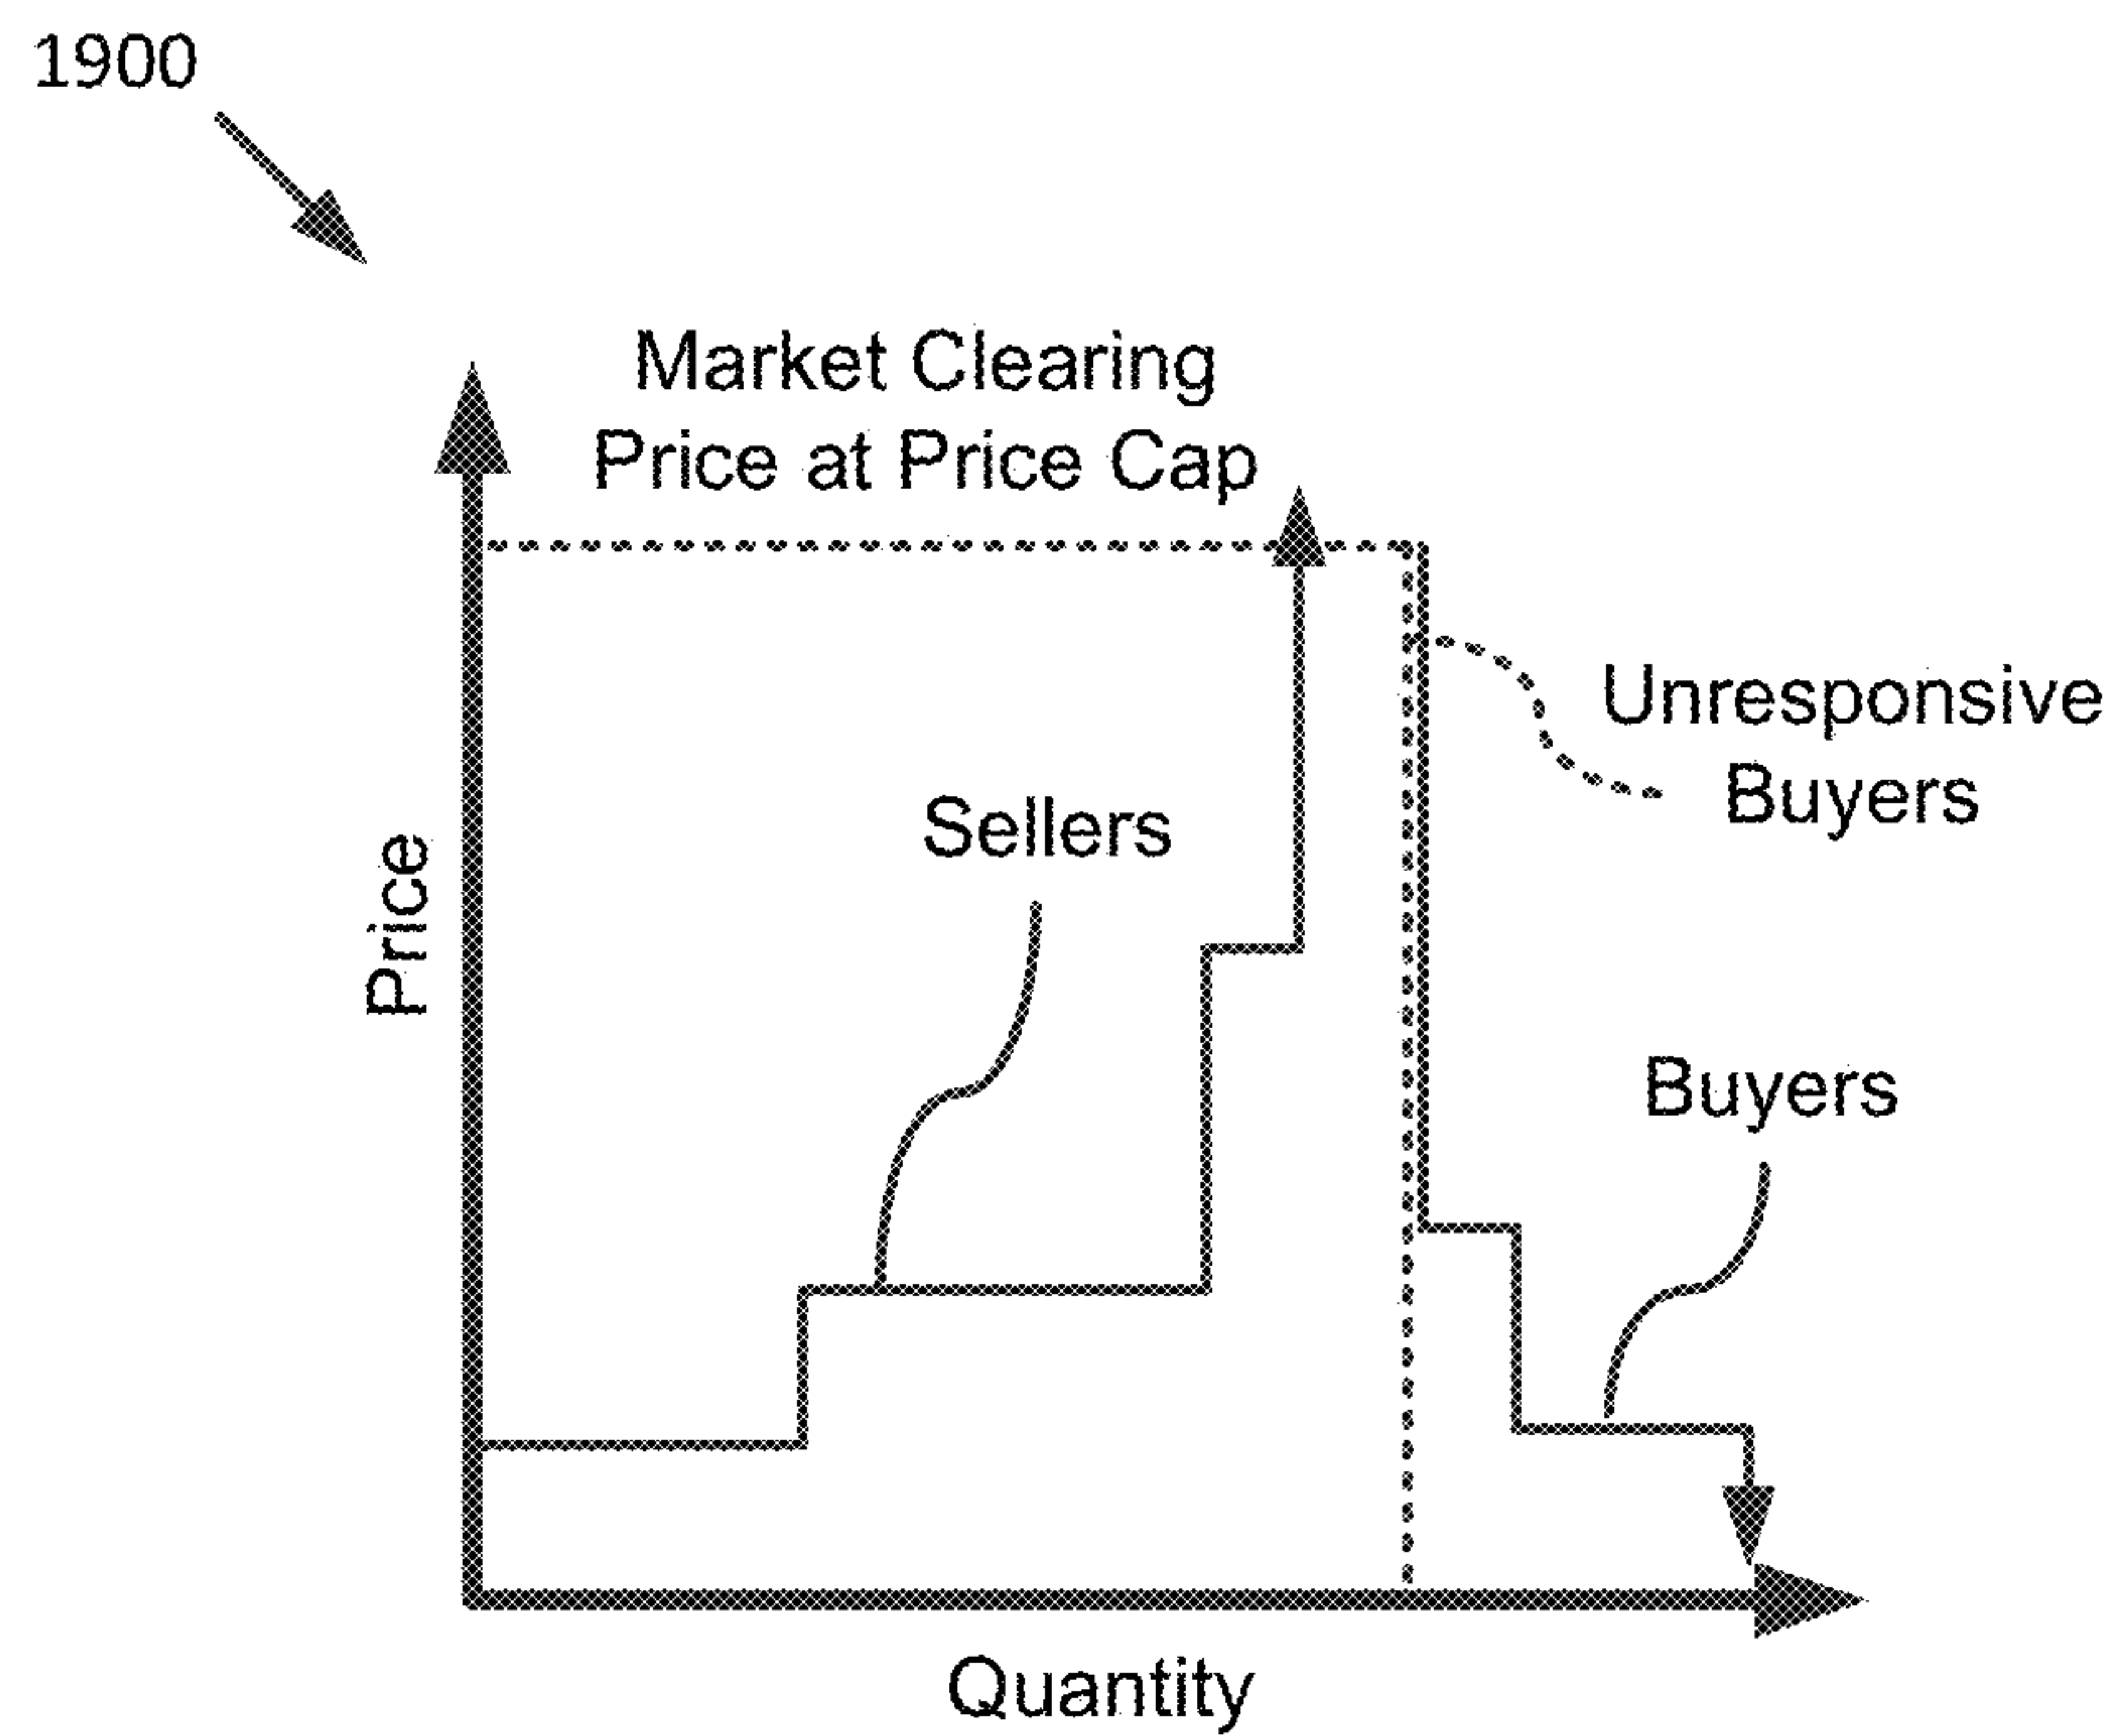 1900
Market Clearing
Price at Price Cap
Unresponsive
Buyers
Sellers
Price
Buyers
Quantity